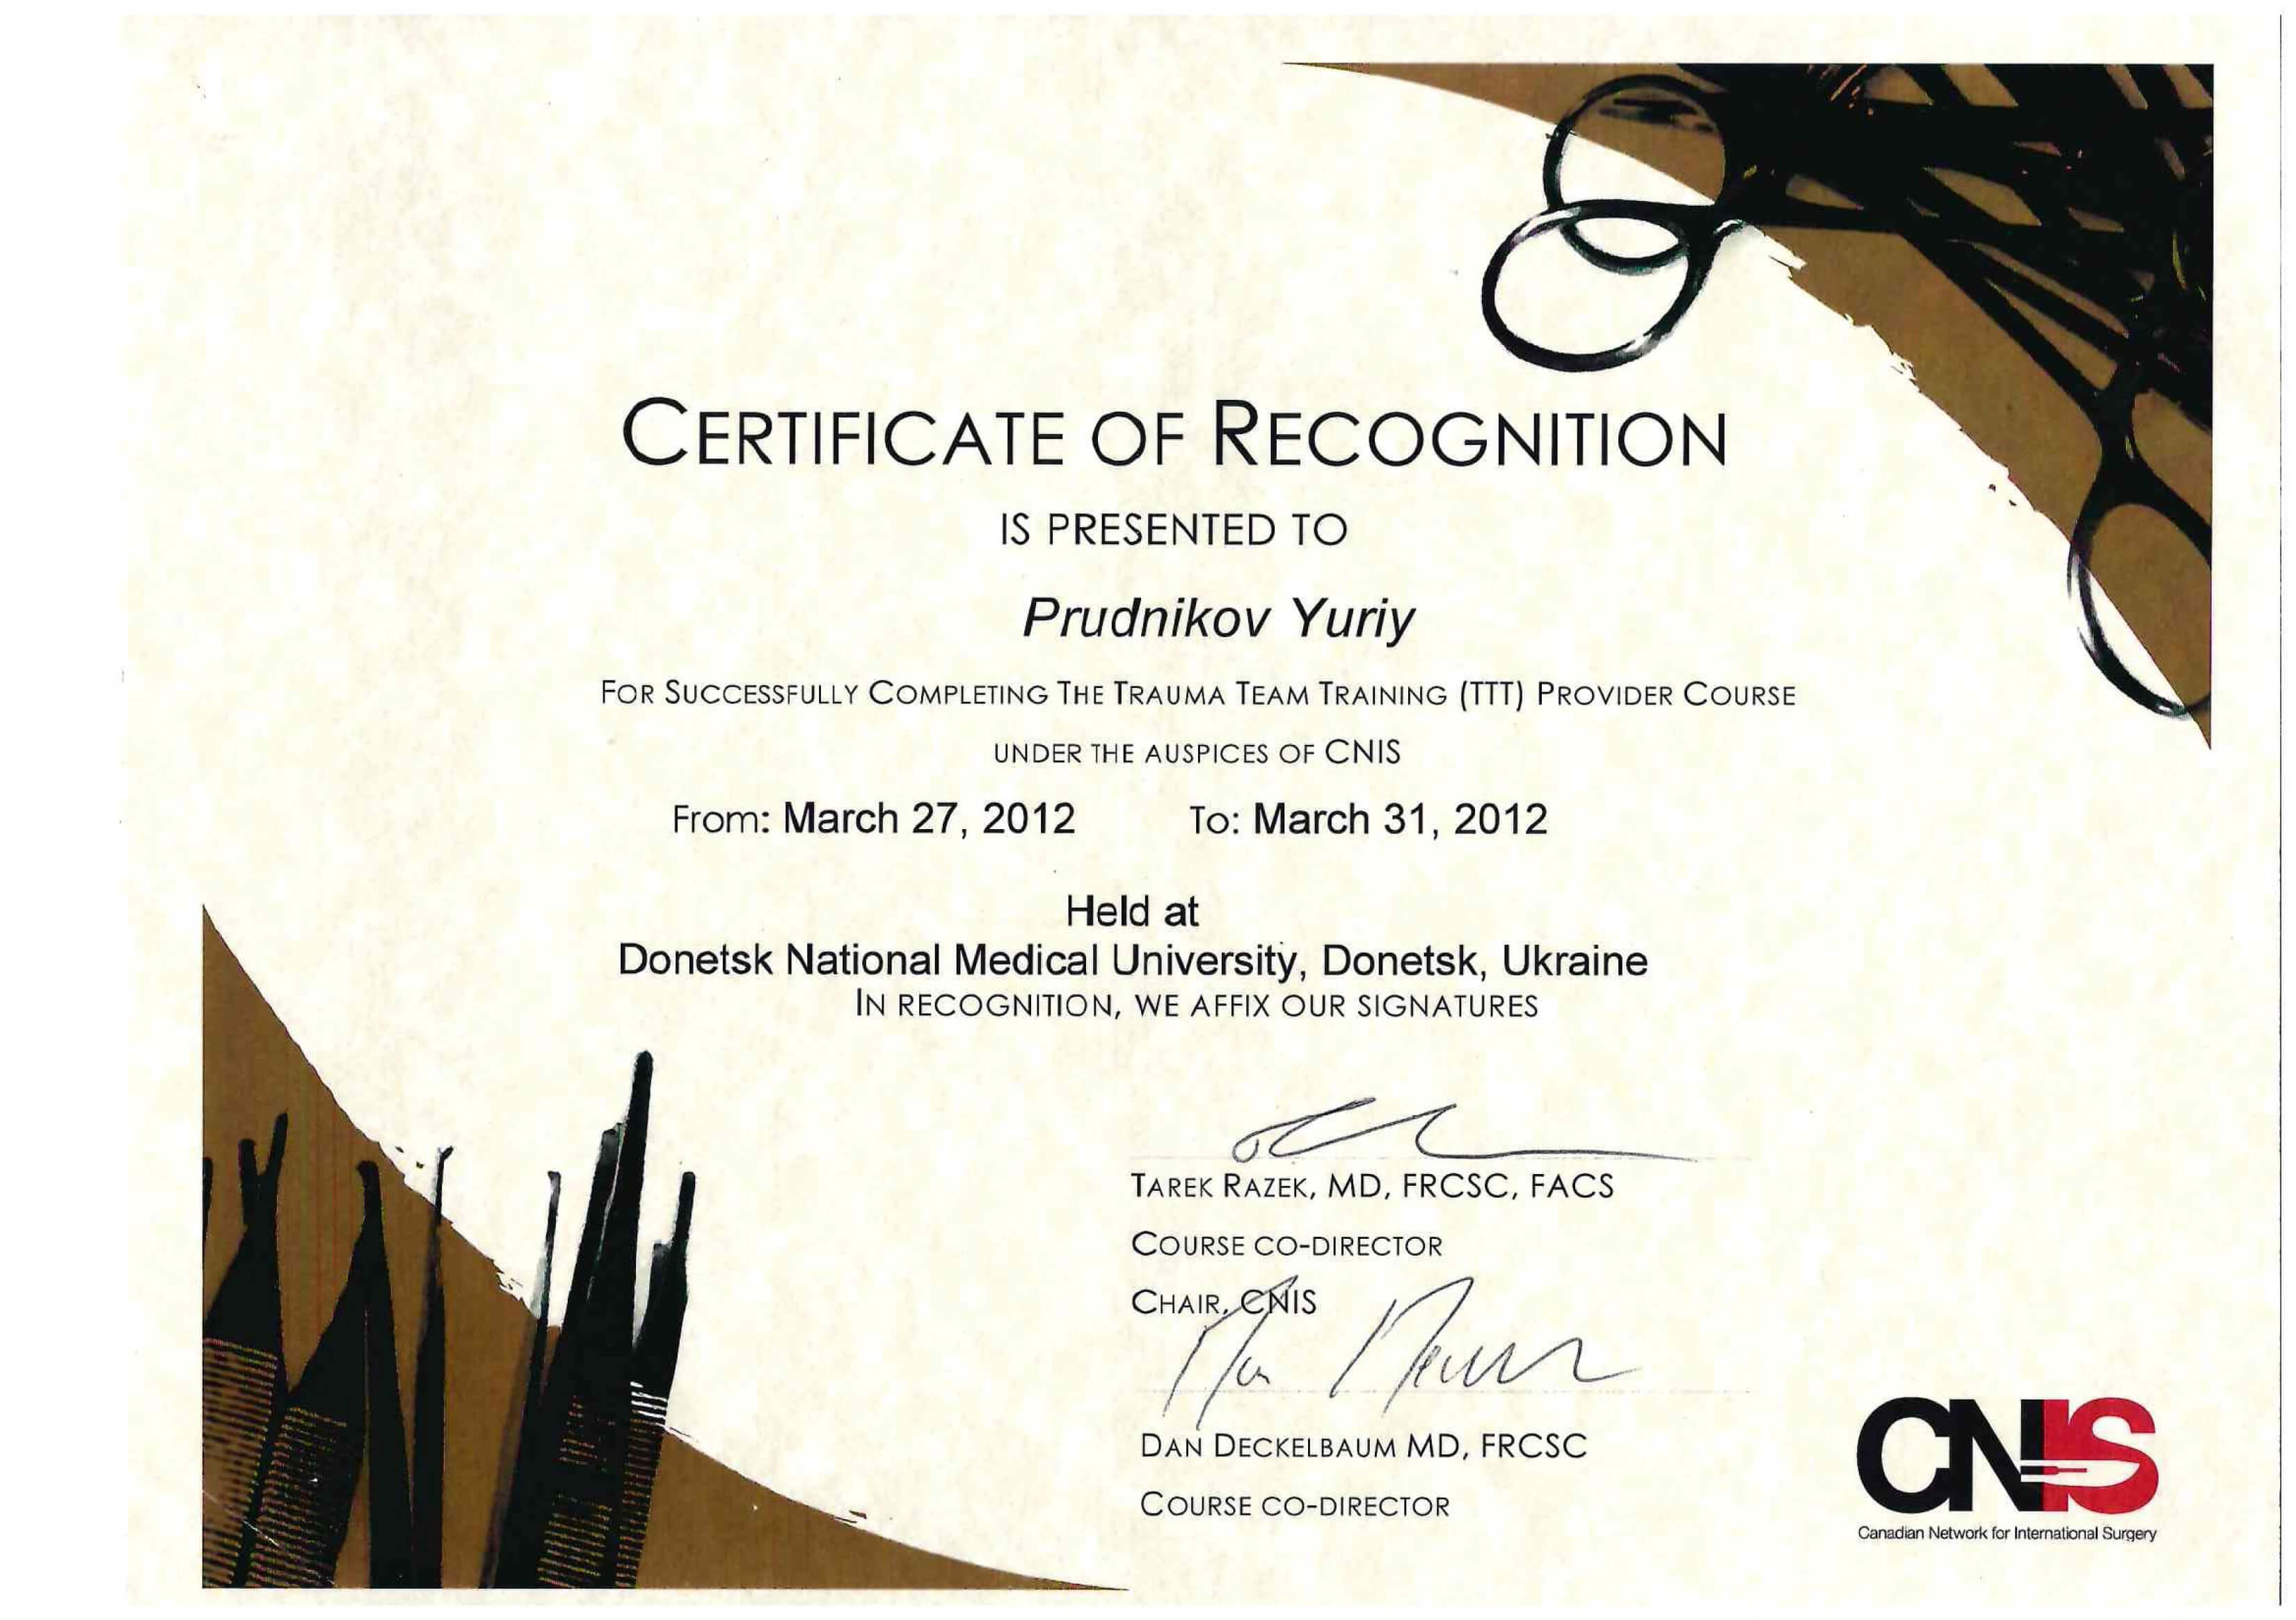 CERTIFICATE OF RECOGNITION
IS PRESENTED TO
Prudnikov Yuriy
FOR SUCCESSFULLY COMPLETING THE TRAUMA TEAM TRAINING (TTT) PROVIDER COURSE
UNDER THE AUSPICES OF CNIS
From: March 27, 2012 To: March 31, 2012
Held at
Donetsk National Medical University, Donetsk, Ukraine
IN RECOGNITION, WE AFFIX OUR SIGNATURES
TAREK RAZEK, MD, FRCSC, FACS
COURSE CO-DIRECTOR
CHAIR, CNIS
DAN DECKELBAUM MD, FRCSC
COURSE CO-DIRECTOR
CNIS
Canadian Network for International Surgery